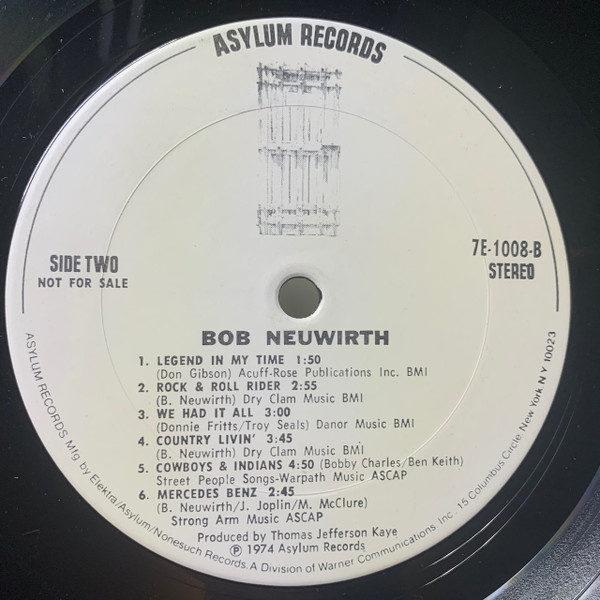 ASYLUM RECORDS
SIDE TWO
NOT FOR SALE
7E-1008-B
STEREO
BOB NEUWIRTH
1. LEGEND IN MY TIME 1:50
(Don Gibson) Acuff-Rose Publications Inc. BMI
2. ROCK & ROLL RIDER 2:55
(B. Neuwirth) Dry Clam Music BMI
3. WE HAD IT ALL 3:00
(Donnie Fritts/Troy Seals) Danor Music BMI
4. COUNTRY LIVIN' 3:45
(B. Neuwirth) Dry Clam Music BMI
5. COWBOYS & INDIANS 4:50 (Bobby Charles/Ben Keith)
Street People Songs-Warpath Music ASCAP
6. MERCEDES BENZ 2:45
(B. Neuwirth/J. Joplin/M. McClure)
Strong Arm Music ASCAP
Produced by Thomas Jefferson Kaye
℗ 1974 Asylum Records
ASYLUM RECORDS Mfg. by Elektra/Asylum/Nonesuch Records. A Division of Warner Communications Inc. 15 Columbus Circle, New York, N Y 10023